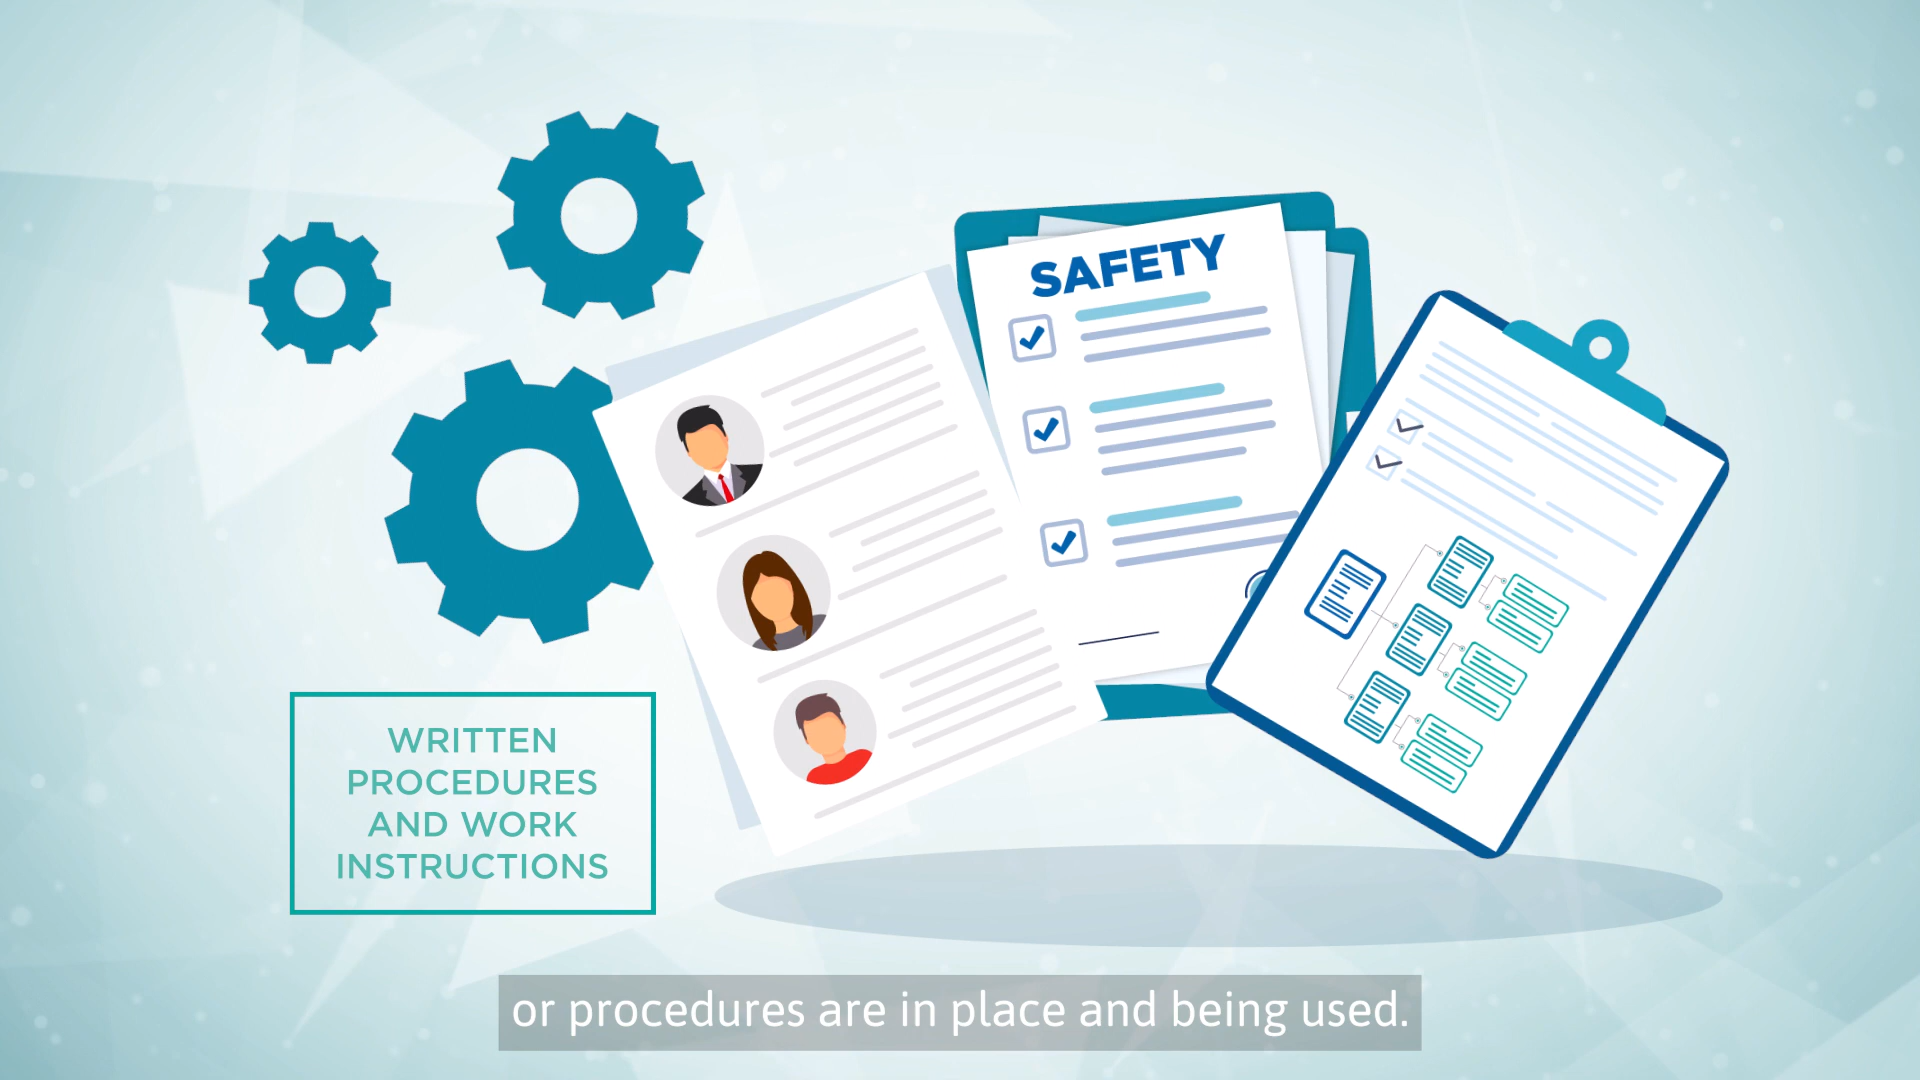 SAFETY
WRITTEN
PROCEDURES
AND WORK
INSTRUCTIONS
or procedures are in place and being used.